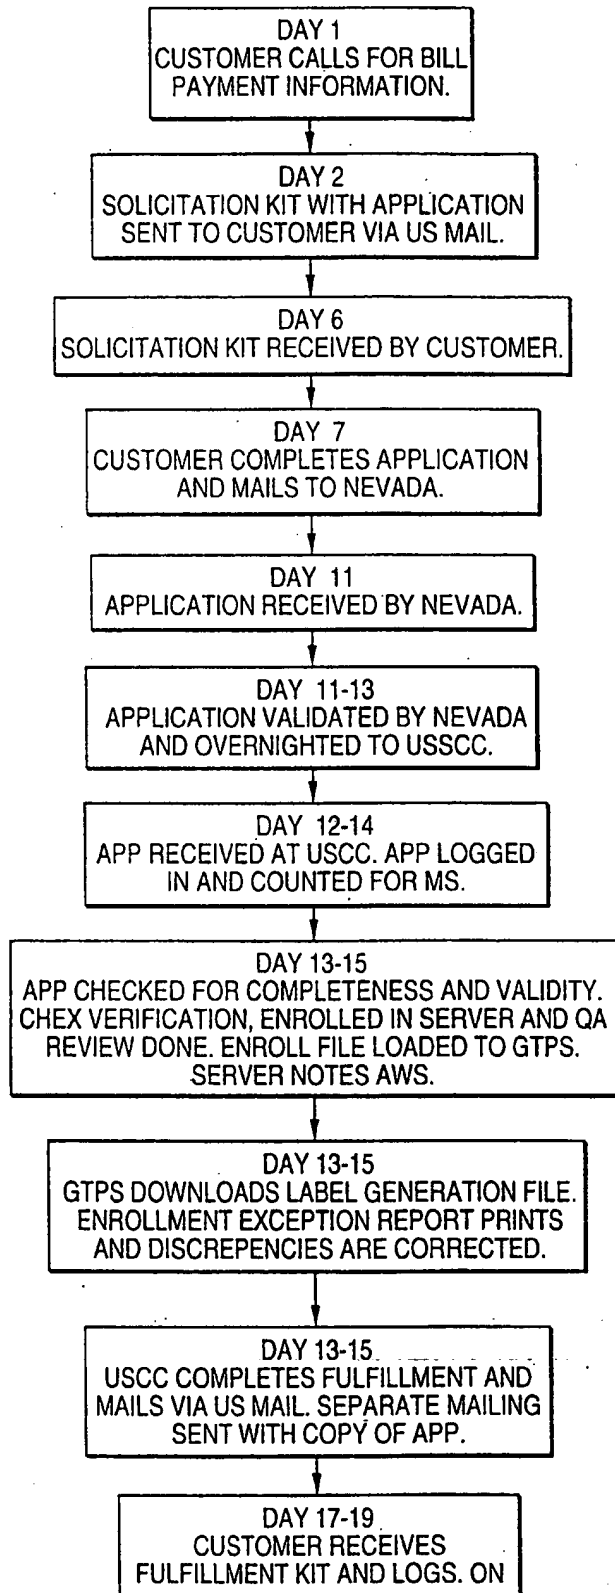 DAY 1
CUSTOMER CALLS FOR BILL
PAYMENT INFORMATION.
DAY 2
SOLICITATION KIT WITH APPLICATION
SENT TO CUSTOMER VIA US MAIL.
DAY 6
SOLICITATION KIT RECEIVED BY CUSTOMER.
DAY 7
CUSTOMER COMPLETES APPLICATION
AND MAILS TO NEVADA.
DAY 11
APPLICATION RECEIVED BY NEVADA.
DAY 11-13
APPLICATION VALIDATED BY NEVADA
AND OVERNIGHTED TO USSCC.
DAY 12-14
APP RECEIVED AT USCC. APP LOGGED
IN AND COUNTED FOR MS.
DAY 13-15
APP CHECKED FOR COMPLETENESS AND VALIDITY.
CHEX VERIFICATION, ENROLLED IN SERVER AND QA
REVIEW DONE. ENROLL FILE LOADED TO GTPS.
SERVER NOTES AWS.
DAY 13-15
GTPS DOWNLOADS LABEL GENERATION FILE.
ENROLLMENT EXCEPTION REPORT PRINTS
AND DISCREPENCIES ARE CORRECTED.
DAY 13-15
USCC COMPLETES FULFILLMENT AND
MAILS VIA US MAIL. SEPARATE MAILING
SENT WITH COPY OF APP.
DAY 17-19
CUSTOMER RECEIVES
FULFILLMENT KIT AND LOGS. ON